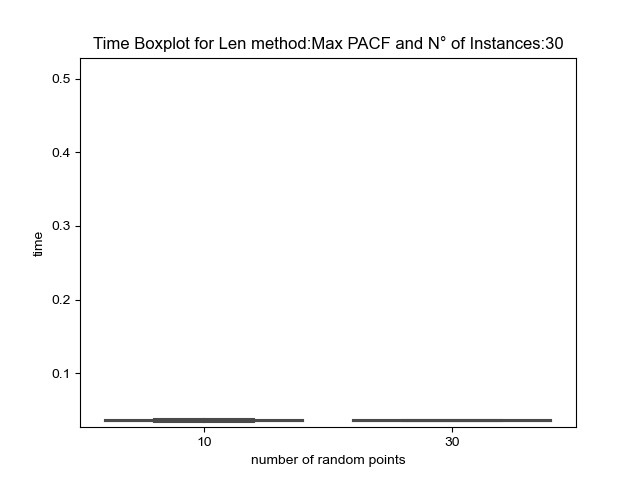 Time Boxplot for Len method:Max PACF and N° of Instances:30
0.5
0.4
0.3
0.2
0.1
time
10 30
number of random points